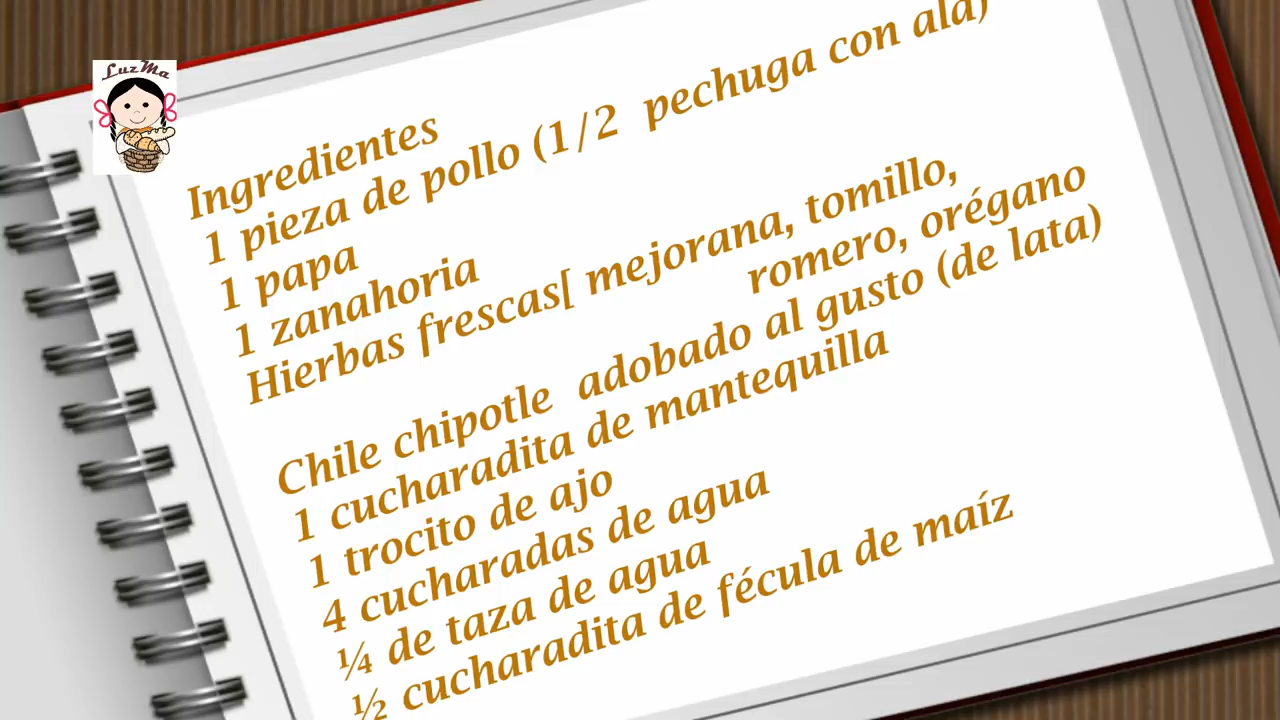 LuzMa
Ingredientes
1 pieza de pollo (1/2 pechuga con ala)
1 papa
1 zanahoria
Hierbas frescas[ mejorana, tomillo,
romero, orégano
Chile chipotle adobado al gusto (de lata)
1 cucharadita de mantequilla
1 trocito de ajo
4 cucharadas de agua
¼ de taza de agua
½ cucharadita de fécula de maíz